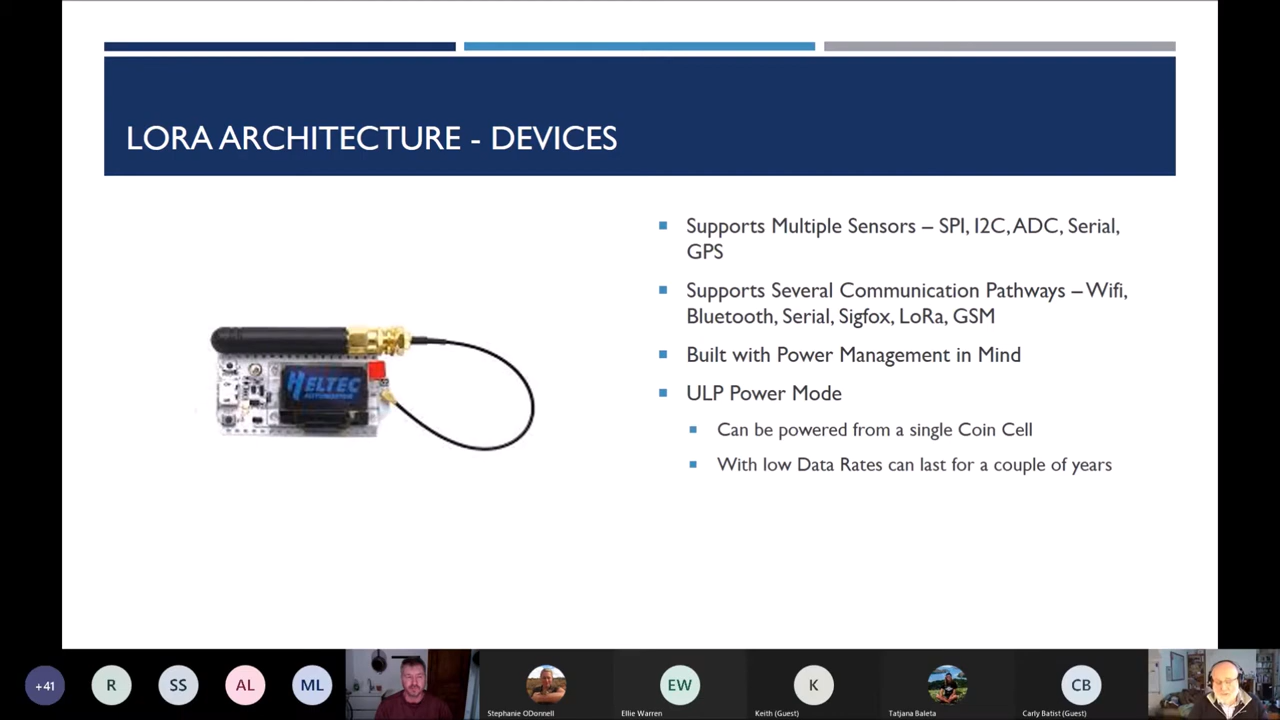 LORA ARCHITECTURE - DEVICES
HELTEC
AUTOMATION
Supports Multiple Sensors – SPI, I2C, ADC, Serial,
GPS
Supports Several Communication Pathways – Wifi,
Bluetooth, Serial, Sigfox, LoRa, GSM
Built with Power Management in Mind
ULP Power Mode
Can be powered from a single Coin Cell
With low Data Rates can last for a couple of years
+41
R
SS
AL
ML
EW
K
CB
Stephanie ODonnell
Ellie Warren
Keith (Guest)
Tatjana Baleta
Carly Batist (Guest)